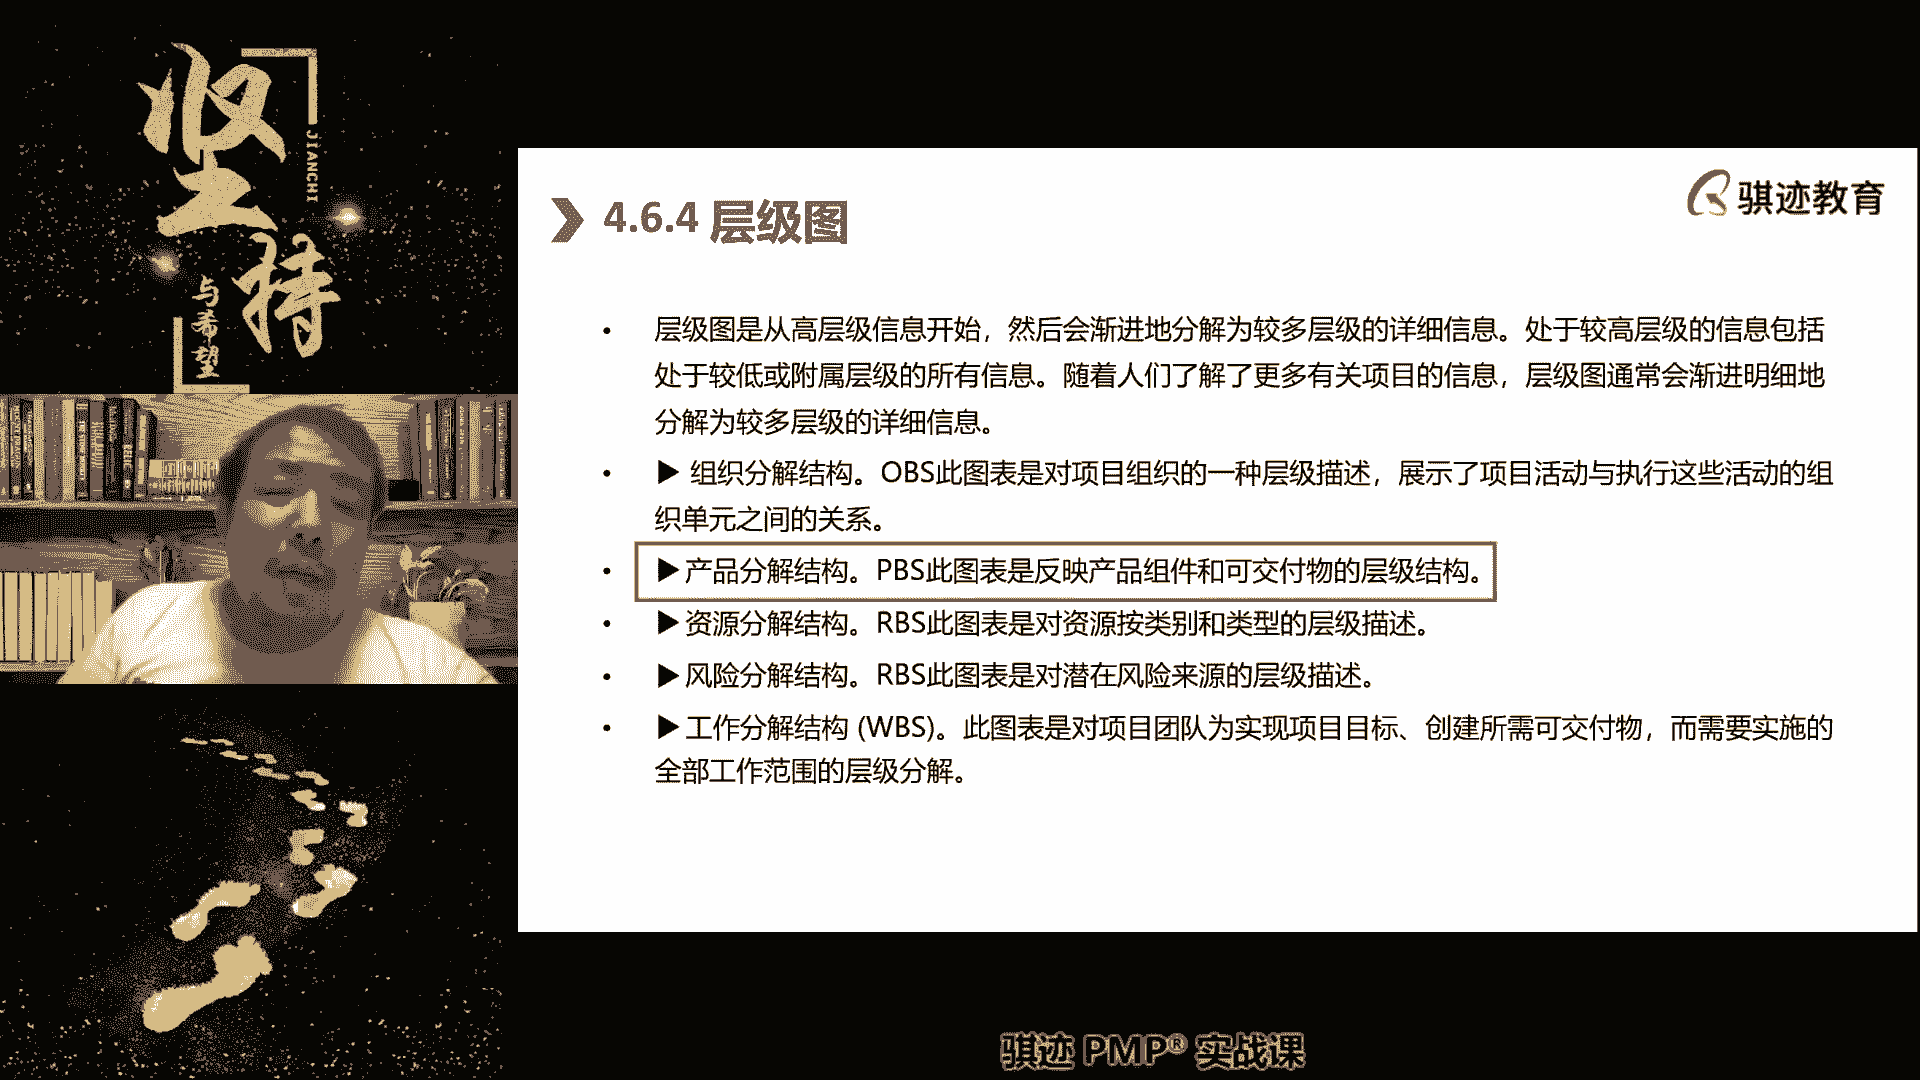 坚持
JIANCHI
与希望
骐迹教育
4.6.4 层级图
• 层级图是从高层级信息开始，然后会渐进地分解为较多层级的详细信息。处于较高层级的信息包括
处于较低或附属层级的所有信息。随着人们了解了更多有关项目的信息，层级图通常会渐进明细地
分解为较多层级的详细信息。
• ▶ 组织分解结构。OBS此图表是对项目组织的一种层级描述，展示了项目活动与执行这些活动的组
织单元之间的关系。
• ▶产品分解结构。PBS此图表是反映产品组件和可交付物的层级结构。
• ▶资源分解结构。RBS此图表是对资源按类别和类型的层级描述。
• ▶风险分解结构。RBS此图表是对潜在风险来源的层级描述。
• ▶工作分解结构 (WBS)。此图表是对项目团队为实现项目目标、创建所需可交付物，而需要实施的
全部工作范围的层级分解。
骐迹 PMP® 实战课